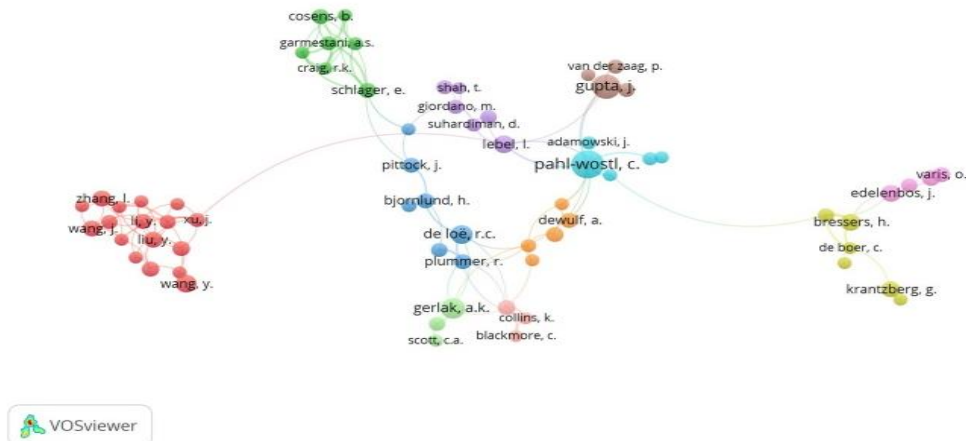 cosens, b.
garmestani, a.s.
craig, r.k.
schlager, e.
shah, t.
giordano, m.
suhardiman, d.
lebel, l.
van der zaag, p.
gupta, j.
adamowski, j.
pahl-wostl, c.
pittock, j.
bjornlund, h.
de loë, r.c.
plummer, r.
dewulf, a.
gerlak, a.k.
scott, c.a.
collins, k.
blackmore, c.
zhang, l.
li, y.
xu, j.
wang, j.
liu, y.
wang, y.
varis, o.
edelenbos, j.
bressers, h.
de boer, c.
krantzberg, g.
VOSviewer